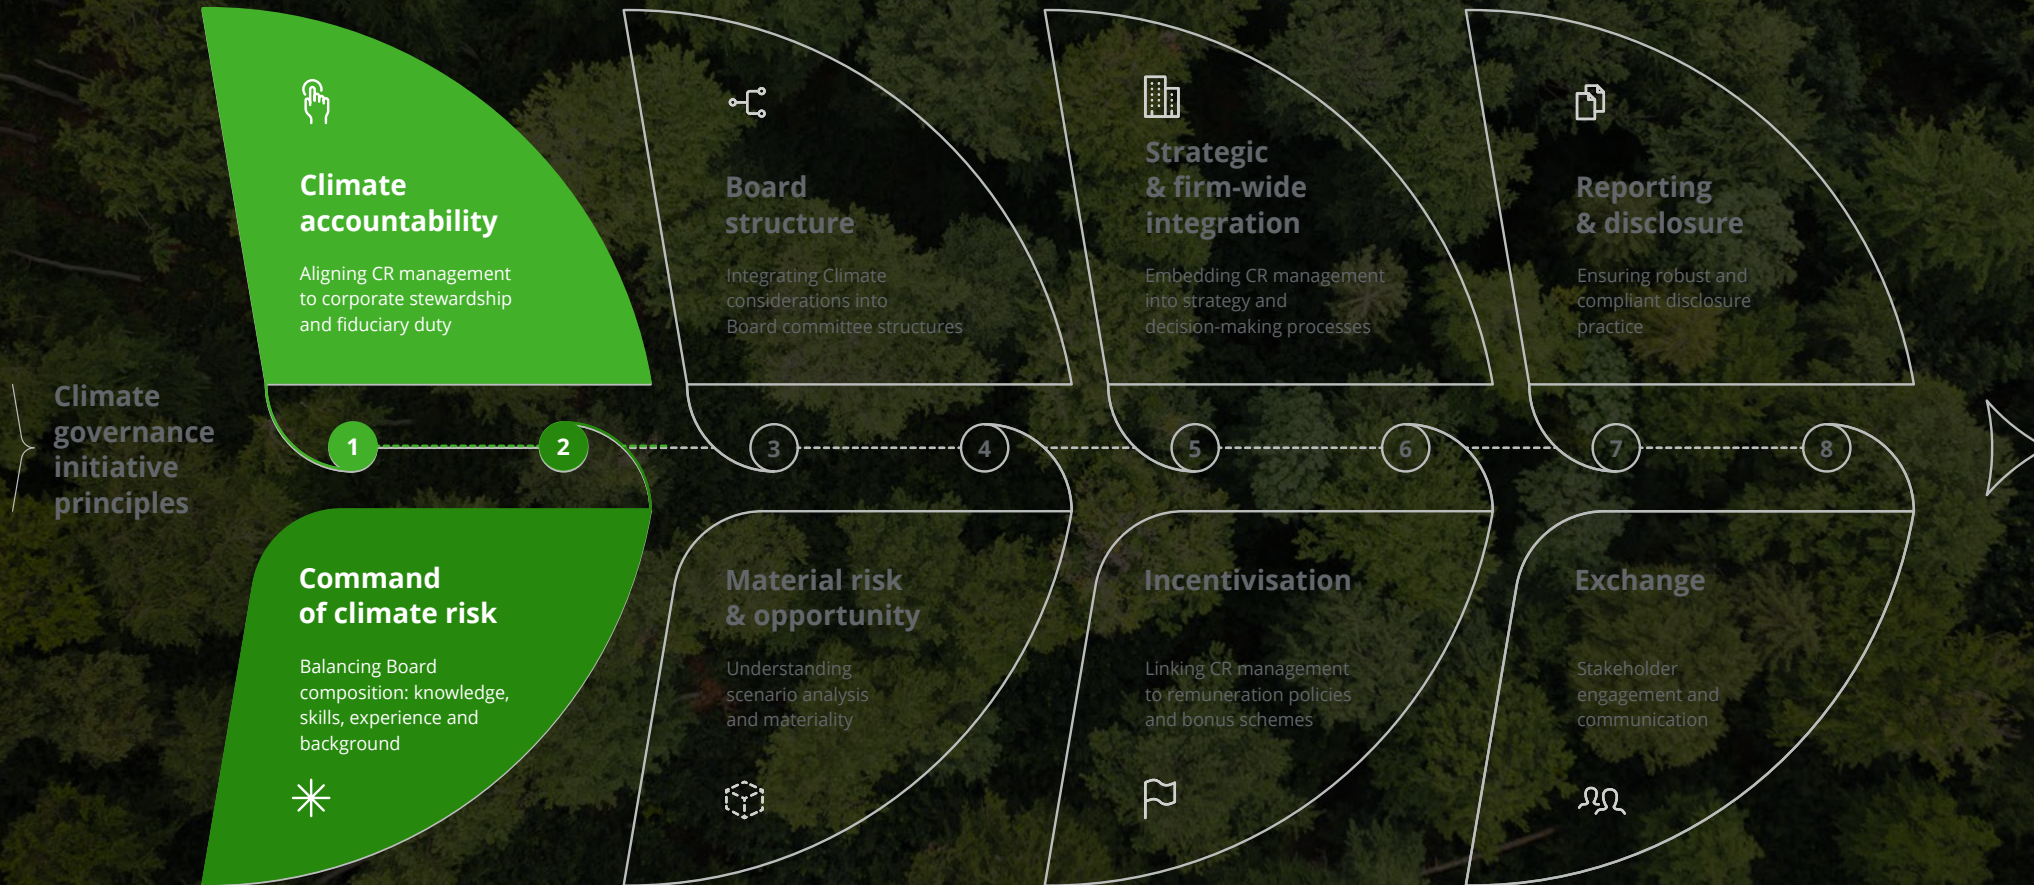 Climate
governance
initiative
principles
Climate
accountability
Aligning CR management
to corporate stewardship
and fiduciary duty
1
Command
of climate risk
Balancing Board
composition: knowledge,
skills, experience and
background
2
Board
structure
Integrating Climate
considerations into
Board committee structures
3
Material risk
& opportunity
Understanding
scenario analysis
and materiality
4
Strategic
& firm-wide
integration
Embedding CR management
into strategy and
decision-making processes
5
Incentivisation
Linking CR management
to remuneration policies
and bonus schemes
6
Reporting
& disclosure
Ensuring robust and
compliant disclosure
practice
7
Exchange
Stakeholder
engagement and
communication
8